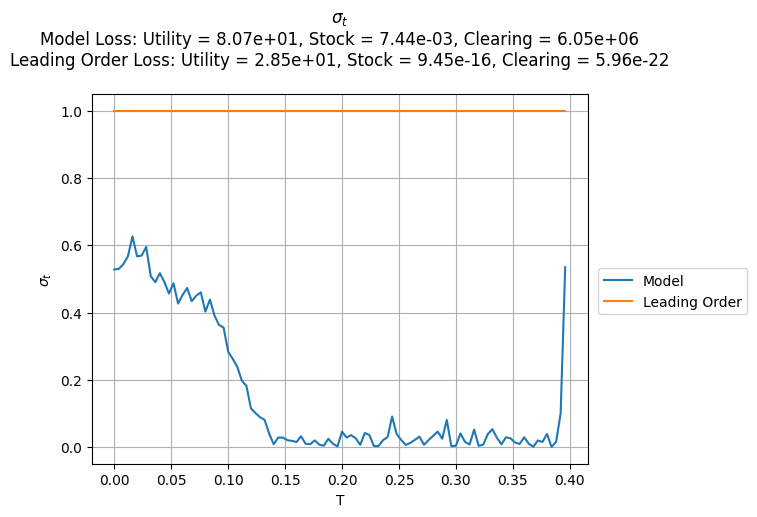 σₜ
Model Loss: Utility = 8.07e+01, Stock = 7.44e-03, Clearing = 6.05e+06
Leading Order Loss: Utility = 2.85e+01, Stock = 9.45e-16, Clearing = 5.96e-22
1.0
0.8
0.6
0.4
0.2
0.0
σₜ
0.00 0.05 0.10 0.15 0.20 0.25 0.30 0.35 0.40
T
Model
Leading Order